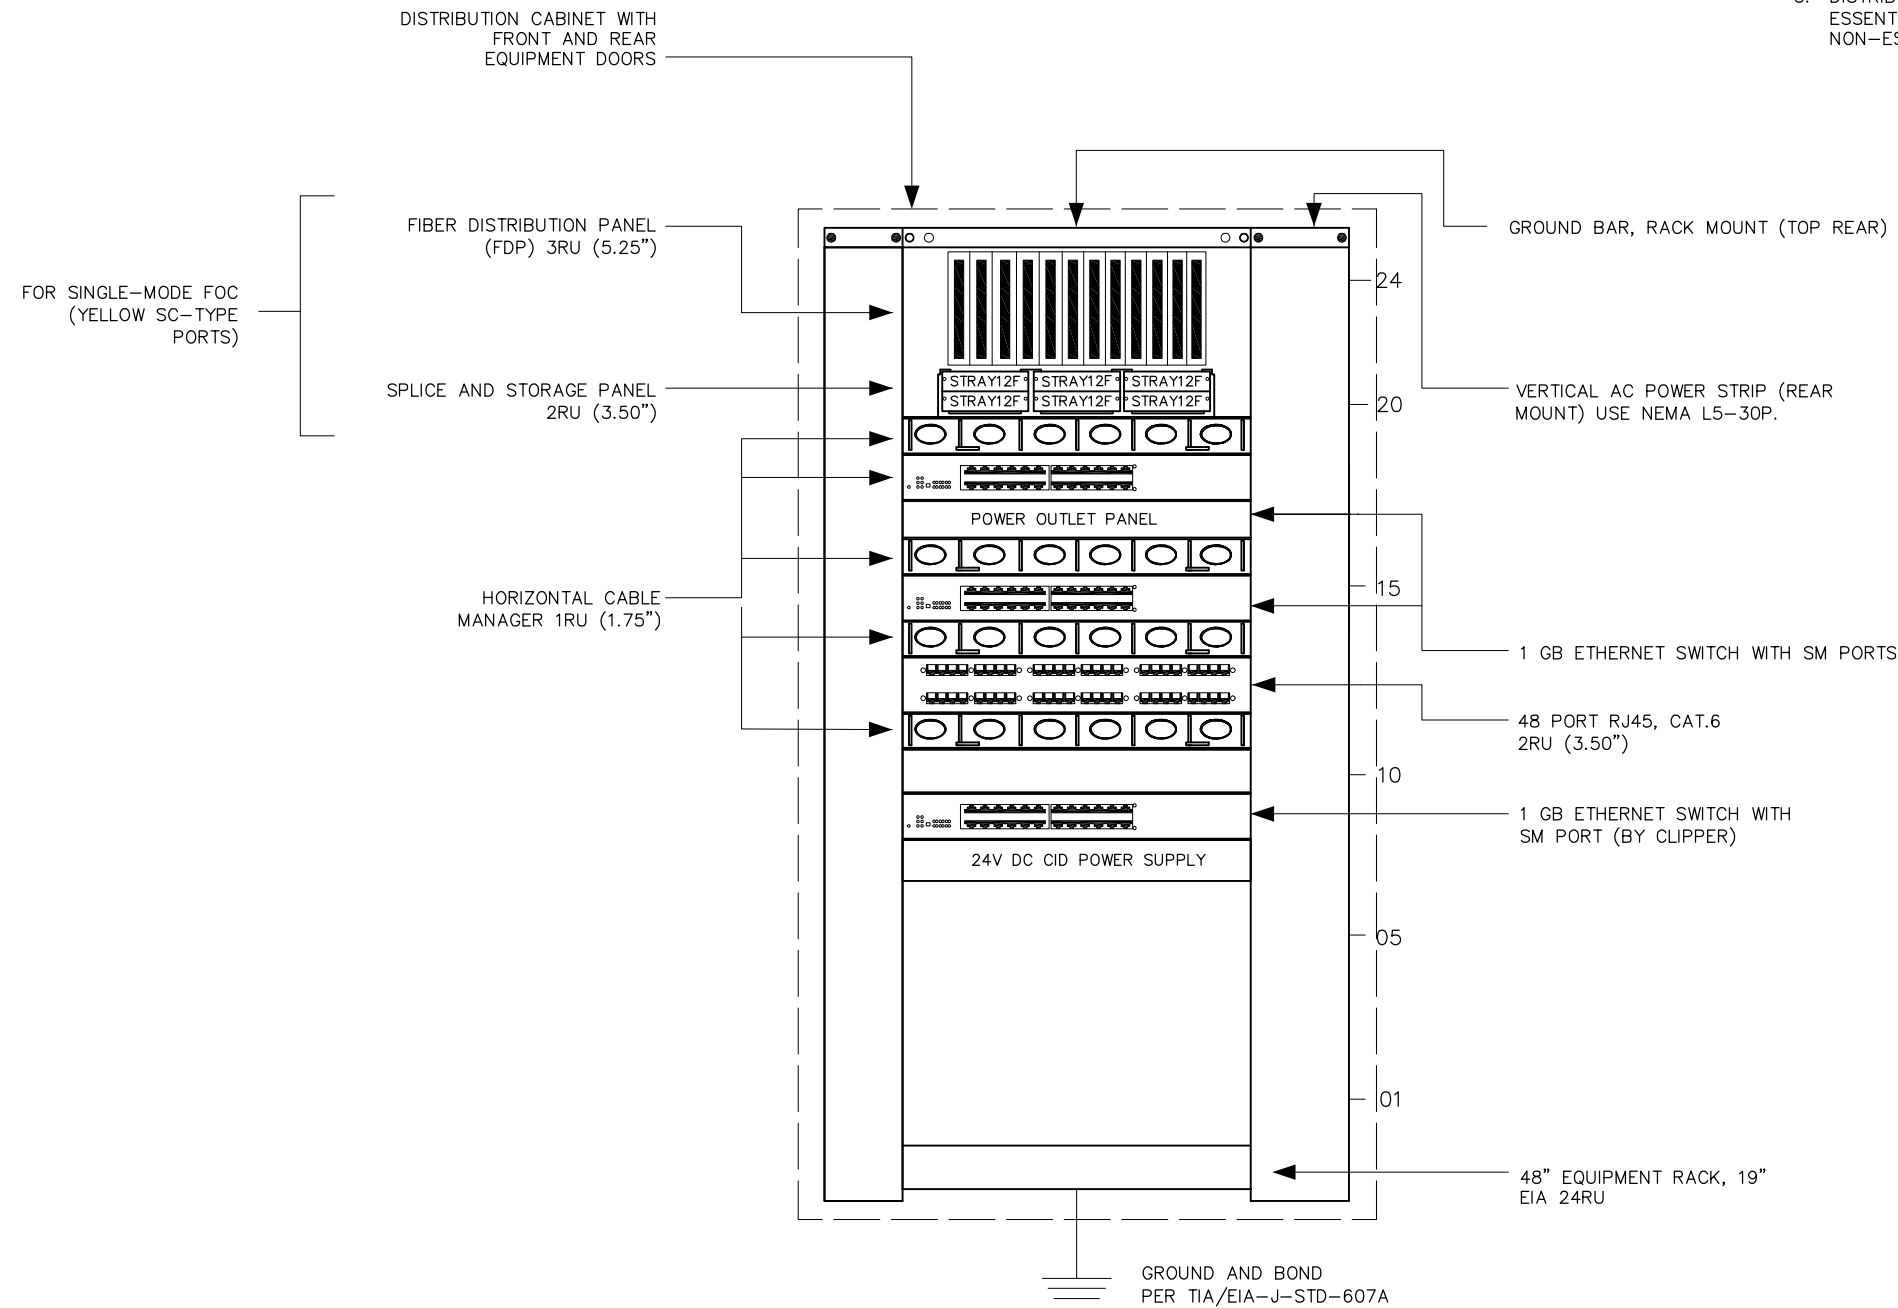 DISTRIBUTION CABINET WITH
FRONT AND REAR
EQUIPMENT DOORS
NON-ES
FIBER DISTRIBUTION PANEL
(FDP) 3RU (5.25")
FOR SINGLE-MODE FOC
(YELLOW SC-TYPE
PORTS)
SPLICE AND STORAGE PANEL
2RU (3.50")
HORIZONTAL CABLE
MANAGER 1RU (1.75")
STRAY12F STRAY12F STRAY12F
STRAY12F STRAY12F STRAY12F
POWER OUTLET PANEL
24V DC CID POWER SUPPLY
24
20
15
10
05
01
GROUND BAR, RACK MOUNT (TOP REAR)
VERTICAL AC POWER STRIP (REAR
MOUNT) USE NEMA L5-30P.
1 GB ETHERNET SWITCH WITH SM PORTS
48 PORT RJ45, CAT.6
2RU (3.50")
1 GB ETHERNET SWITCH WITH
SM PORT (BY CLIPPER)
48" EQUIPMENT RACK, 19"
EIA 24RU
GROUND AND BOND
PER TIA/EIA-J-STD-607A
ESSENT